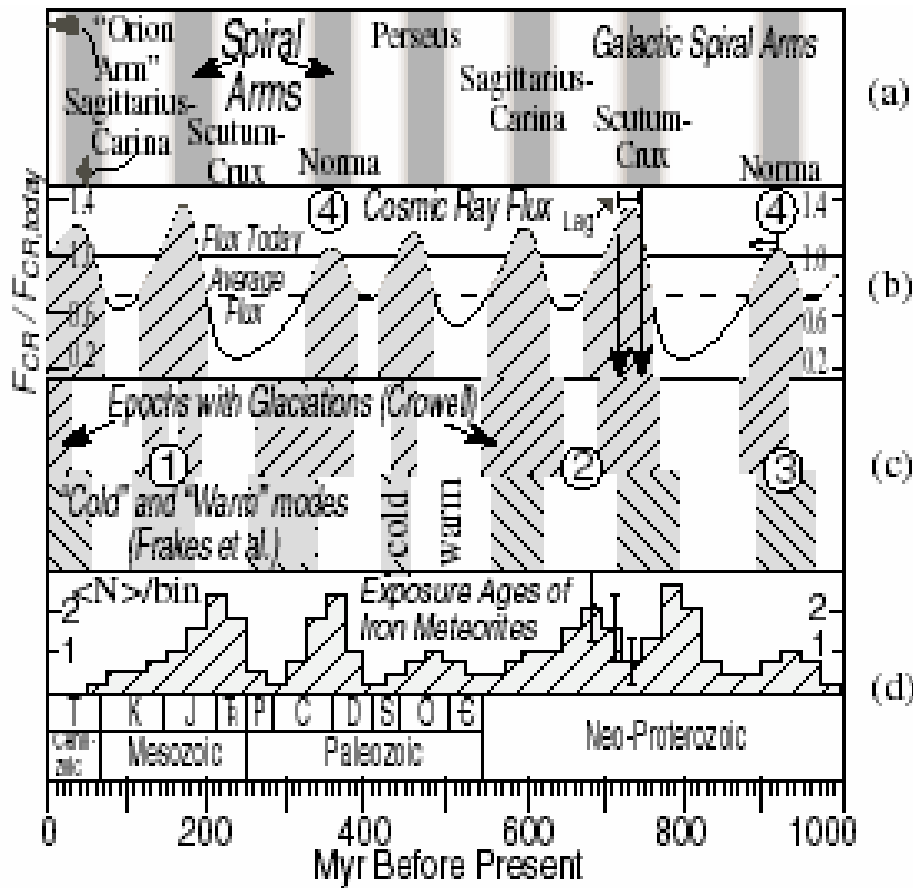 "Orion
Arm"
Spiral
Arms
Perseus
Galactic Spiral Arms
Sagittarius-
Carina
Scutum-
Crux
Norma
Sagittarius-
Carina
Scutum-
Crux
Norma
(a)
F_CR / F_CR,today
1.4
1.0
0.6
0.2
④
Cosmic Ray Flux
Lag
④
1.4
1.0
0.6
0.2
Flux Today
Average
Flux
(b)
Epochs with Glaciations (Crowell)
①
②
③
"Cold" and "Warm" modes
(Frakes et al.)
cold
warm
(c)
<N>/bin
2
1
Exposure Ages of
Iron Meteorites
2
1
(d)
T K J P C D S O Є
Mesozoic
Paleozoic
Neo-Proterozoic
0 200 400 600 800 1000
Myr Before Present